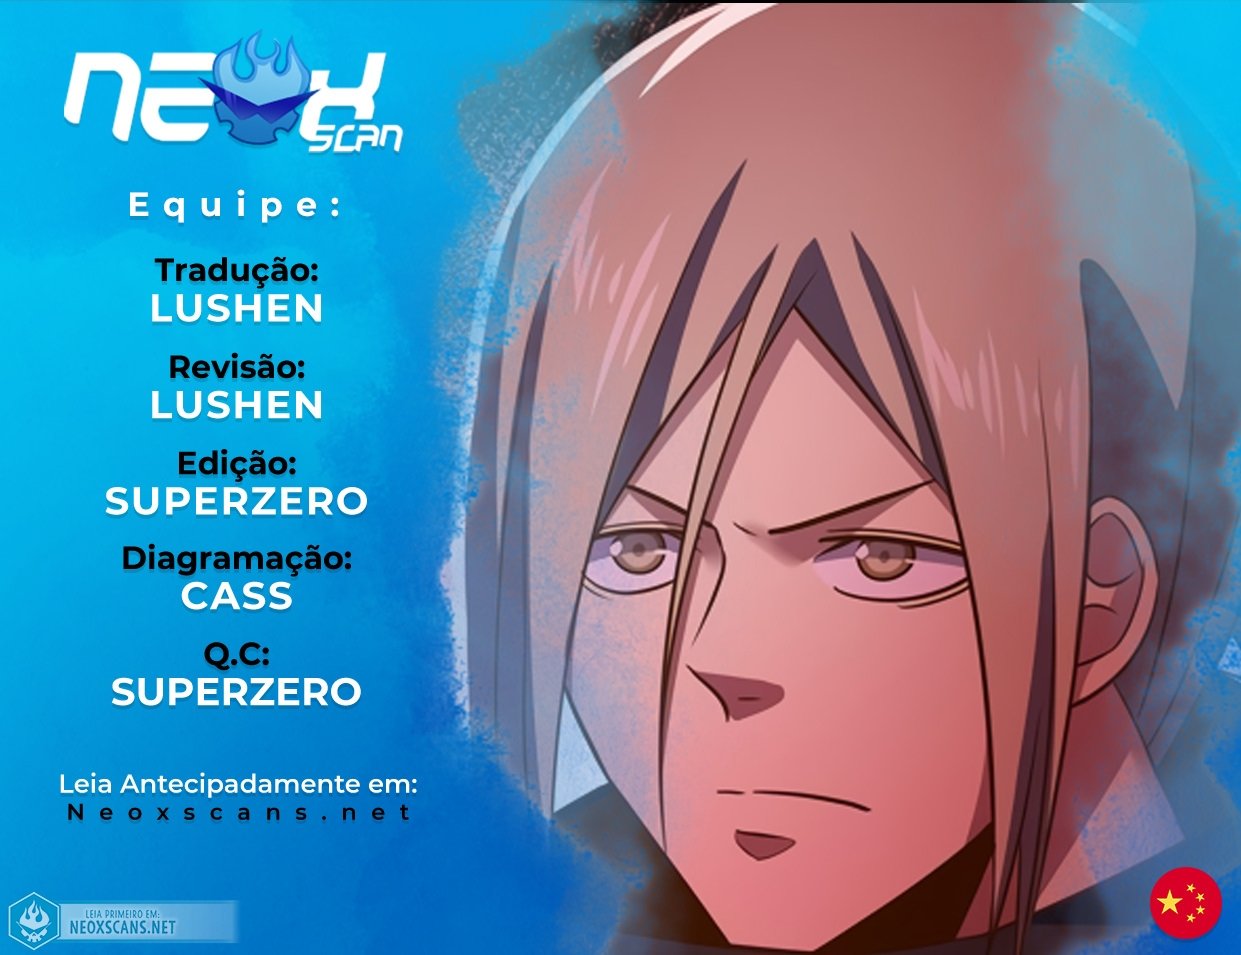 NEOX
SCAN
Equipe:
Tradução:
LUSHEN
Revisão:
LUSHEN
Edição:
SUPERZERO
Diagramação:
CASS
Q.C:
SUPERZERO
Leia Antecipadamente em:
Neoxscans.net
LEIA PRIMEIRO EM:
NEOXSCANS.NET